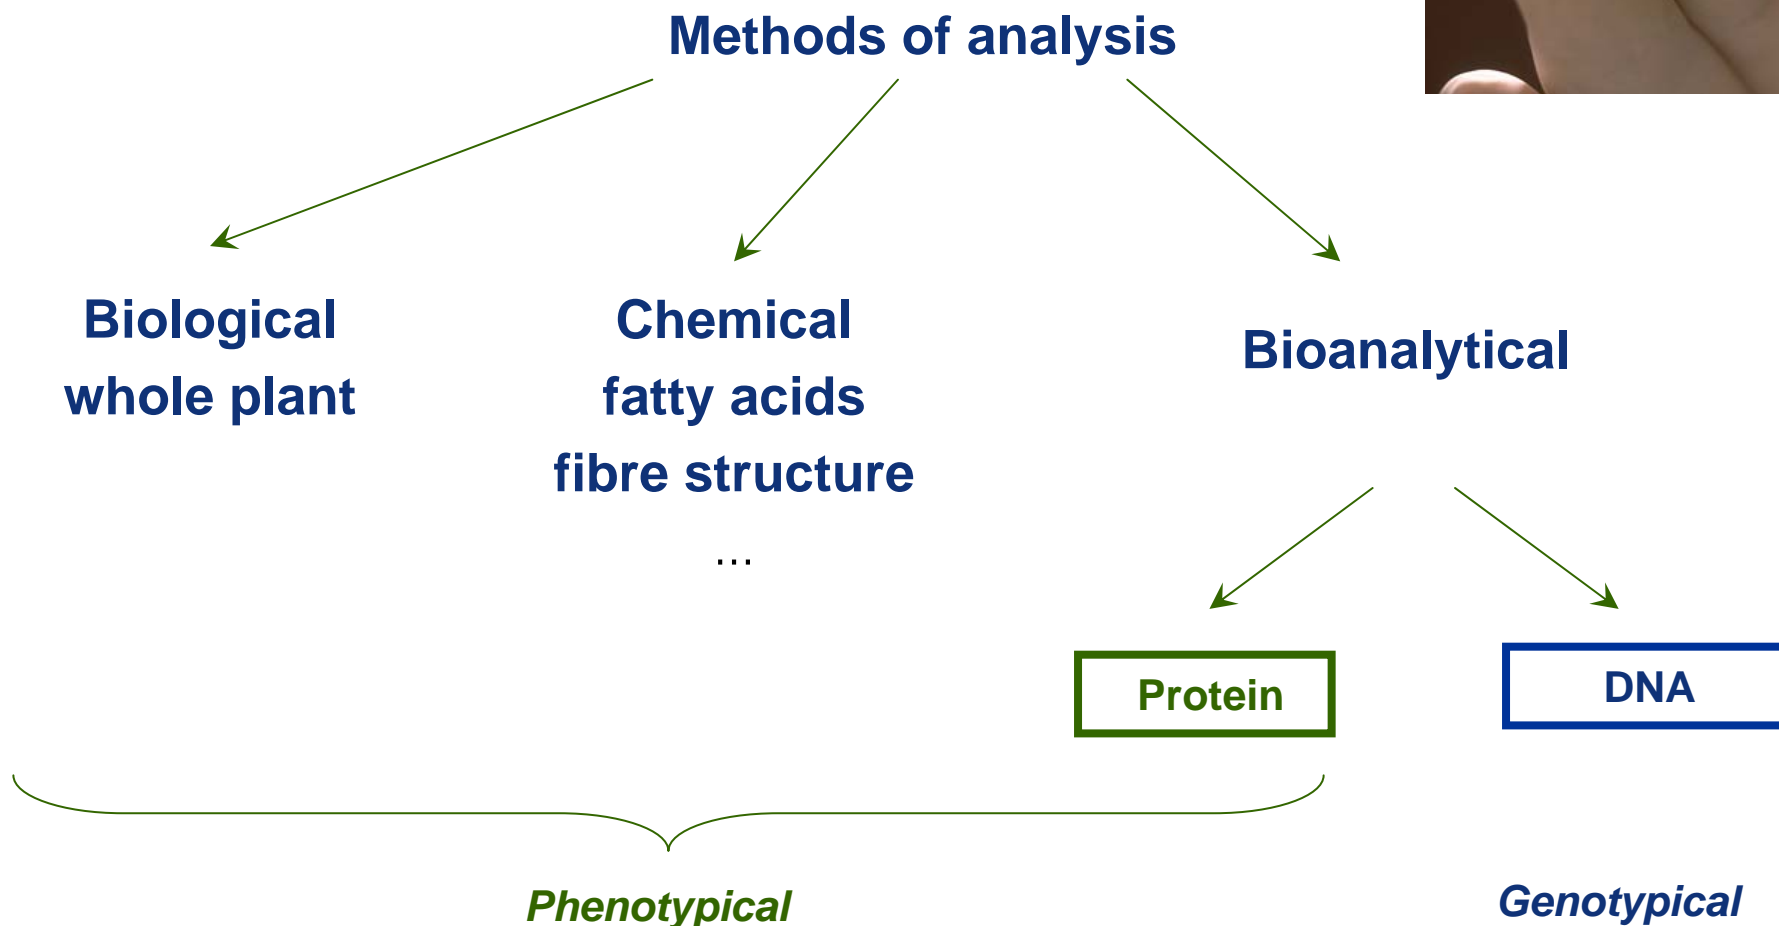 Methods of analysis
Biological
whole plant
Chemical
fatty acids
fibre structure
...
Bioanalytical
Protein
DNA
Phenotypical
Genotypical